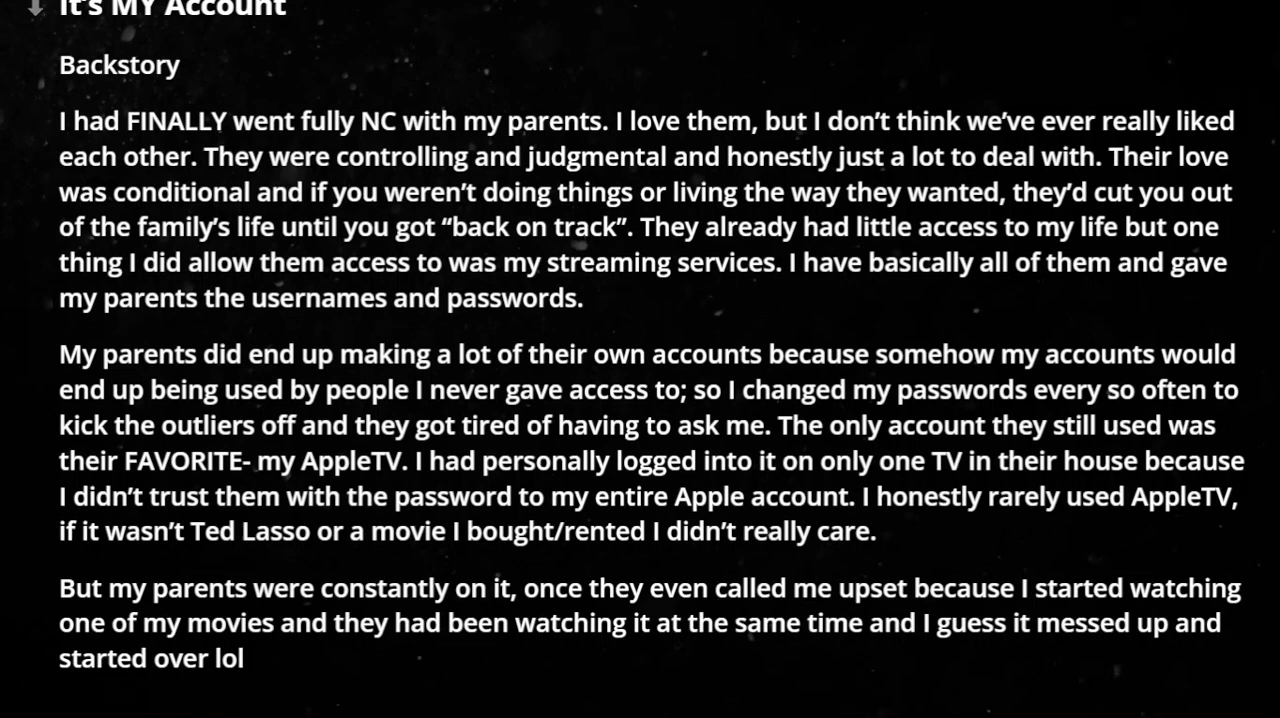 It's MY Account
Backstory
I had FINALLY went fully NC with my parents. I love them, but I don’t think we’ve ever really liked
each other. They were controlling and judgmental and honestly just a lot to deal with. Their love
was conditional and if you weren’t doing things or living the way they wanted, they’d cut you out
of the family’s life until you got “back on track”. They already had little access to my life but one
thing I did allow them access to was my streaming services. I have basically all of them and gave
my parents the usernames and passwords.
My parents did end up making a lot of their own accounts because somehow my accounts would
end up being used by people I never gave access to; so I changed my passwords every so often to
kick the outliers off and they got tired of having to ask me. The only account they still used was
their FAVORITE- my AppleTV. I had personally logged into it on only one TV in their house because
I didn’t trust them with the password to my entire Apple account. I honestly rarely used AppleTV,
if it wasn’t Ted Lasso or a movie I bought/rented I didn’t really care.
But my parents were constantly on it, once they even called me upset because I started watching
one of my movies and they had been watching it at the same time and I guess it messed up and
started over lol